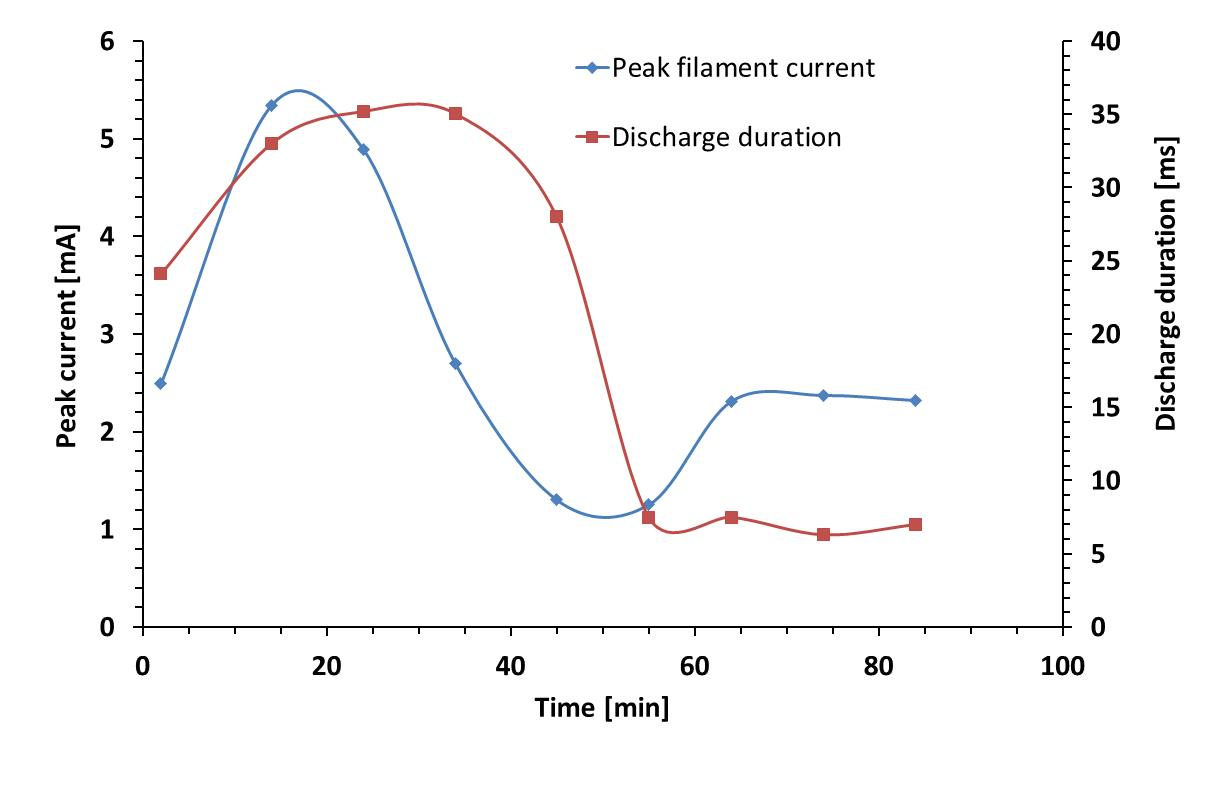 Peak filament current
Discharge duration
Peak current [mA]
6
5
4
3
2
1
0
Discharge duration [ms]
40
35
30
25
20
15
10
5
0
0 20 40 60 80 100
Time [min]